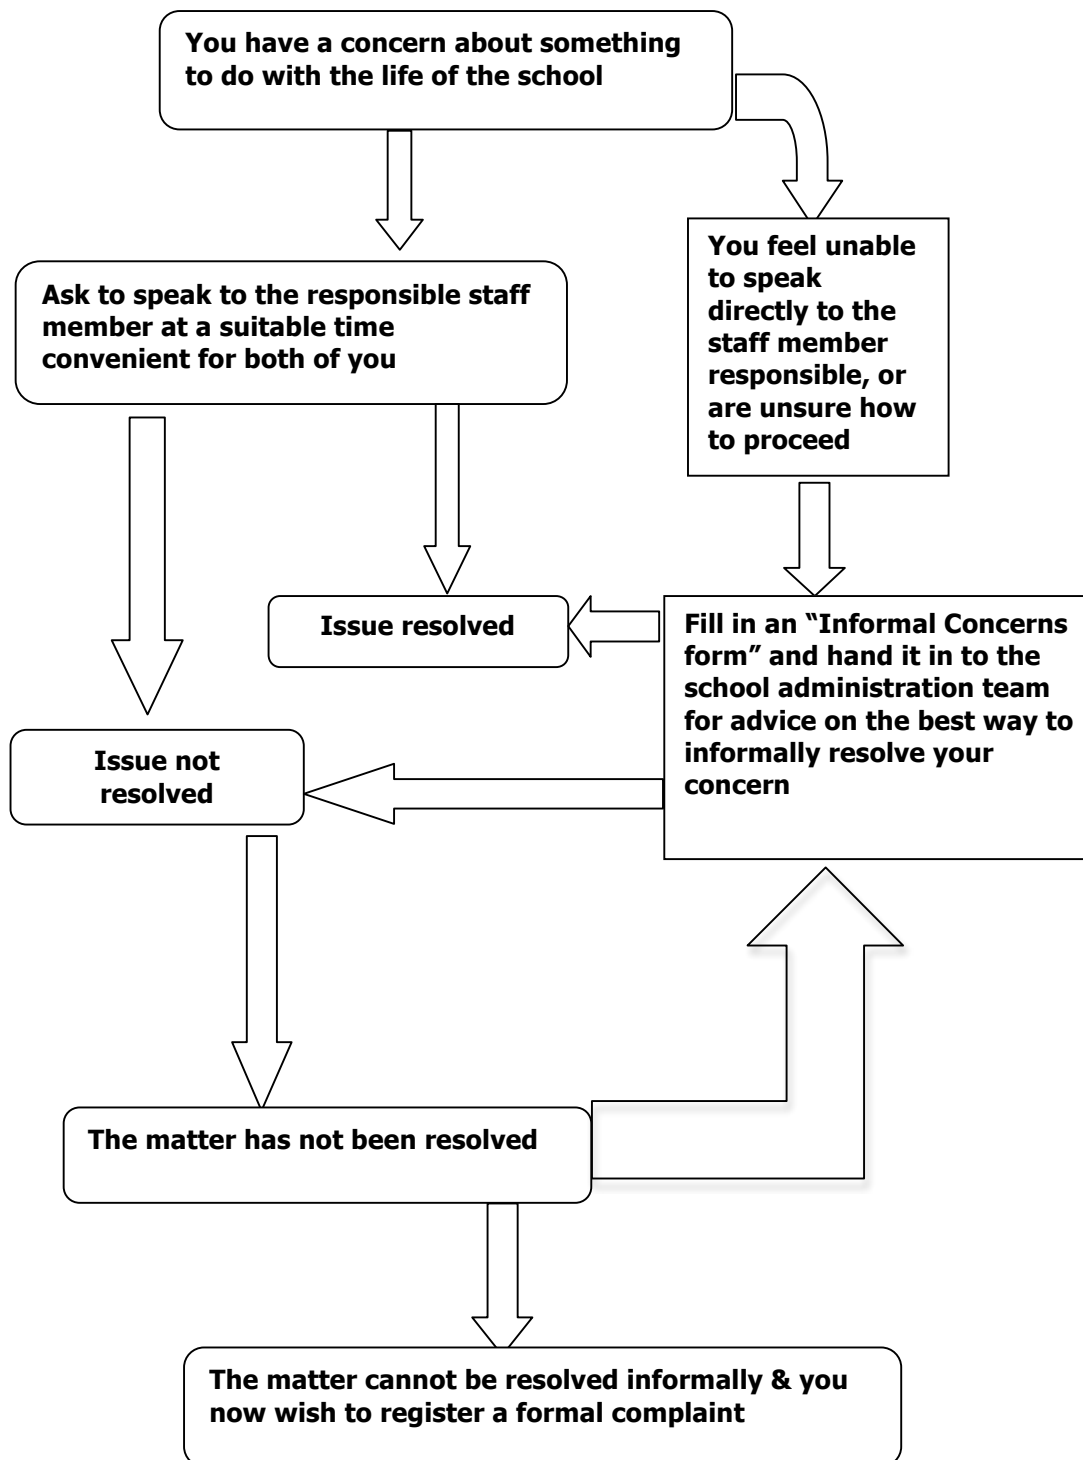 You have a concern about something
to do with the life of the school
You feel unable
to speak
directly to the
staff member
responsible, or
are unsure how
to proceed
Ask to speak to the responsible staff
member at a suitable time
convenient for both of you
Issue resolved
Fill in an “Informal Concerns
form” and hand it in to the
school administration team
for advice on the best way to
informally resolve your
concern
Issue not
resolved
The matter has not been resolved
The matter cannot be resolved informally & you
now wish to register a formal complaint